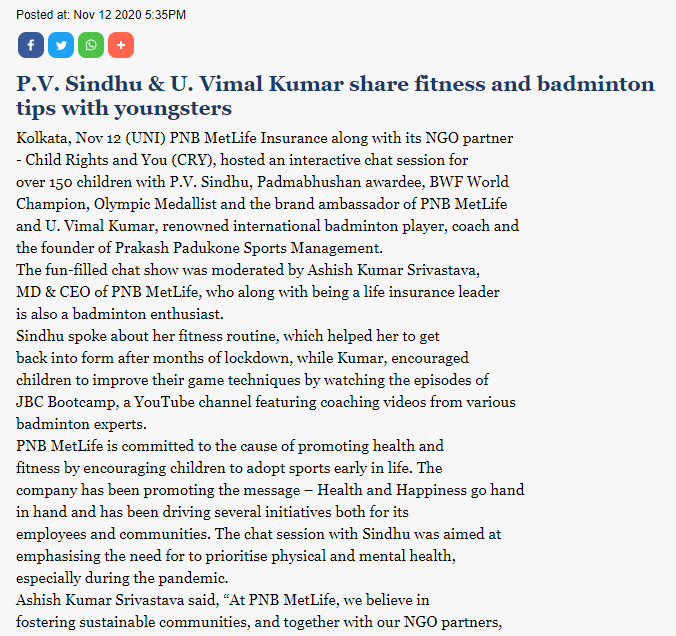 Posted at: Nov 12 2020 5:35PM
P.V. Sindhu & U. Vimal Kumar share fitness and badminton
tips with youngsters
Kolkata, Nov 12 (UNI) PNB MetLife Insurance along with its NGO partner
- Child Rights and You (CRY), hosted an interactive chat session for
over 150 children with P.V. Sindhu, Padmabhushan awardee, BWF World
Champion, Olympic Medallist and the brand ambassador of PNB MetLife
and U. Vimal Kumar, renowned international badminton player, coach and
the founder of Prakash Padukone Sports Management.
The fun-filled chat show was moderated by Ashish Kumar Srivastava,
MD & CEO of PNB MetLife, who along with being a life insurance leader
is also a badminton enthusiast.
Sindhu spoke about her fitness routine, which helped her to get
back into form after months of lockdown, while Kumar, encouraged
children to improve their game techniques by watching the episodes of
JBC Bootcamp, a YouTube channel featuring coaching videos from various
badminton experts.
PNB MetLife is committed to the cause of promoting health and
fitness by encouraging children to adopt sports early in life. The
company has been promoting the message – Health and Happiness go hand
in hand and has been driving several initiatives both for its
employees and communities. The chat session with Sindhu was aimed at
emphasising the need for to prioritise physical and mental health,
especially during the pandemic.
Ashish Kumar Srivastava said, “At PNB MetLife, we believe in
fostering sustainable communities, and together with our NGO partners,